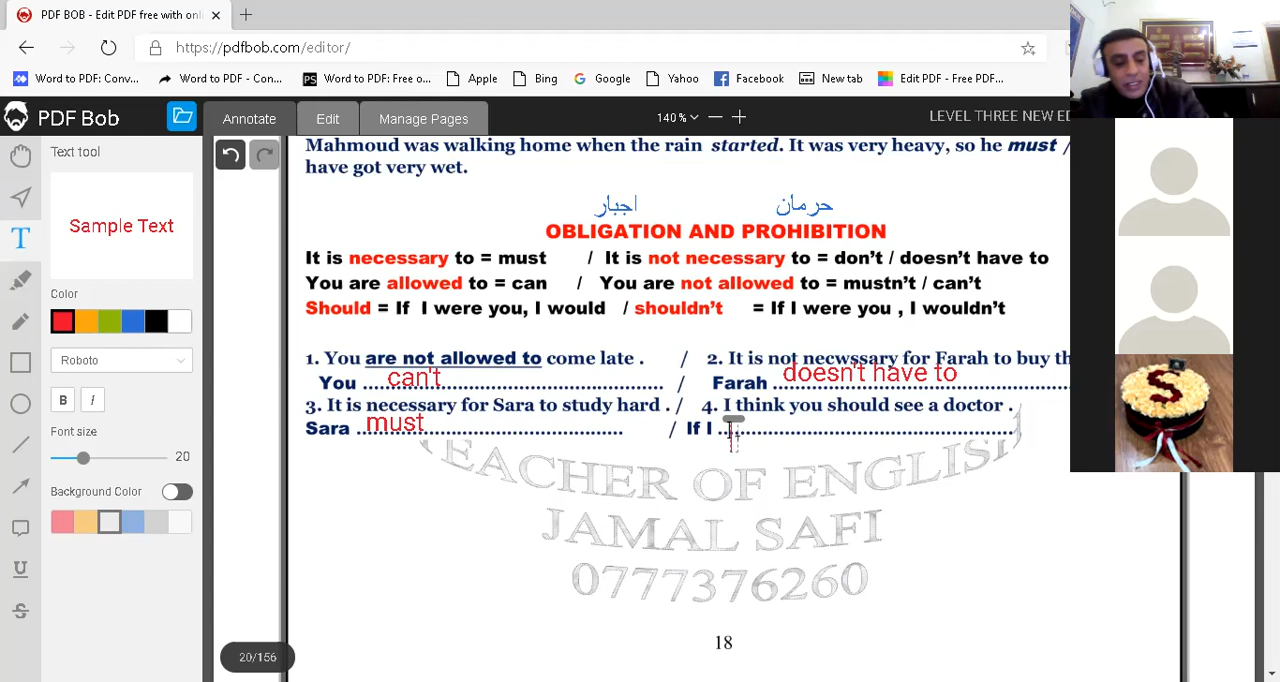 PDF BOB - Edit PDF free with onl
https://pdfbob.com/editor/
Word to PDF: Conv... Word to PDF - Con... Word to PDF: Free o... Apple Bing Google Yahoo Facebook New tab Edit PDF - Free PDF...
PDF Bob Annotate Edit Manage Pages 140% LEVEL THREE NEW ED
Text tool
Sample Text
Color
Roboto
B I
Font size
20
Background Color
Mahmoud was walking home when the rain started. It was very heavy, so he must /
have got very wet.
اجبار حرمان
OBLIGATION AND PROHIBITION
It is necessary to = must / It is not necessary to = don't / doesn't have to
You are allowed to = can / You are not allowed to = mustn't / can't
Should = If I were you, I would / shouldn't = If I were you , I wouldn't
1. You are not allowed to come late . / 2. It is not necwssary for Farah to buy th
You can't / Farah doesn't have to
3. It is necessary for Sara to study hard . / 4. I think you should see a doctor .
Sara must / If I
TEACHER OF ENGLISH
JAMAL SAFI
0777376260
18
20/156